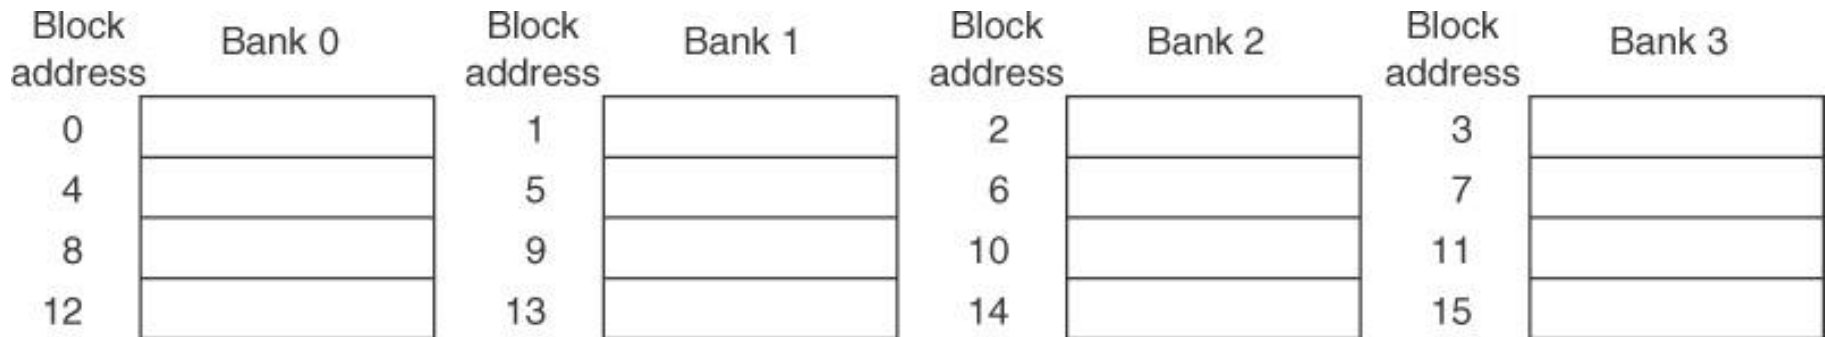 Block address Bank 0 Block address Bank 1 Block address Bank 2 Block address Bank 3
0 1 2 3
4 5 6 7
8 9 10 11
12 13 14 15